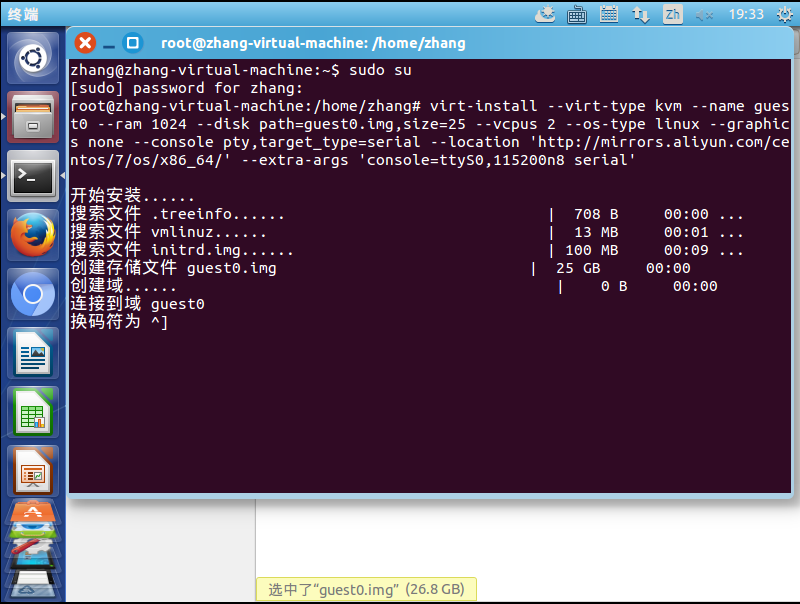 终端
Zh
19:33
root@zhang-virtual-machine: /home/zhang
zhang@zhang-virtual-machine:~$ sudo su
[sudo] password for zhang:
root@zhang-virtual-machine:/home/zhang# virt-install --virt-type kvm --name gues
t0 --ram 1024 --disk path=guest0.img,size=25 --vcpus 2 --os-type linux --graphic
s none --console pty,target_type=serial --location 'http://mirrors.aliyun.com/ce
ntos/7/os/x86_64/' --extra-args 'console=ttyS0,115200n8 serial'
开始安装......
搜索文件 .treeinfo...... | 708 B 00:00 ...
搜索文件 vmlinuz...... | 13 MB 00:01 ...
搜索文件 initrd.img...... | 100 MB 00:09 ...
创建存储文件 guest0.img | 25 GB 00:00
创建域...... | 0 B 00:00
连接到域 guest0
换码符为 ^]
选中了“guest0.img” (26.8 GB)